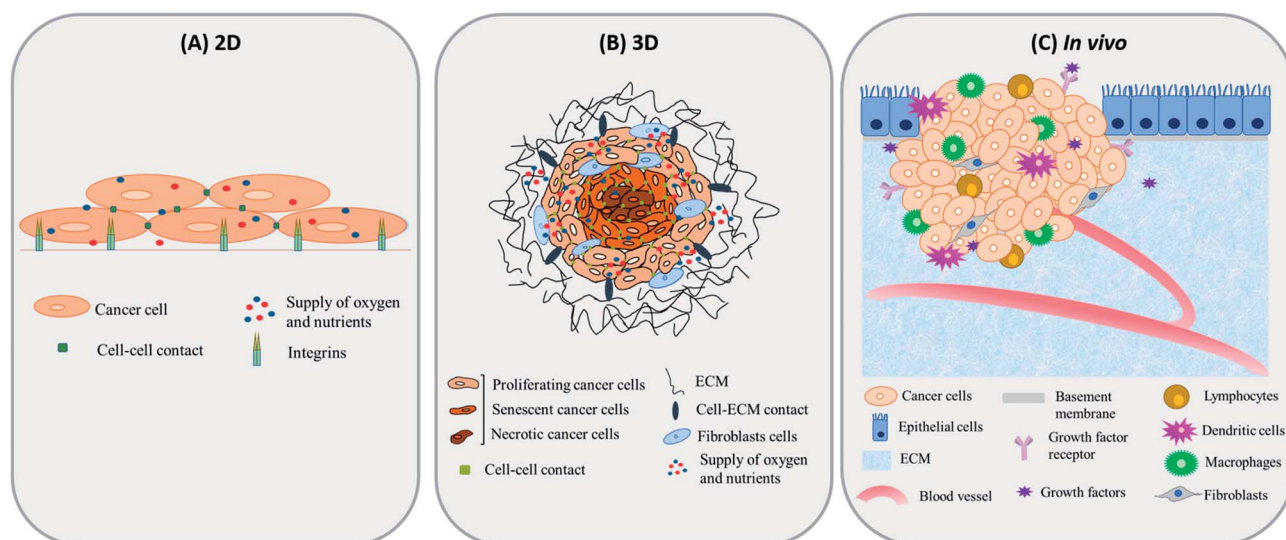 (A) 2D
Cancer cell
Supply of oxygen
and nutrients
Cell-cell contact
Integrins
(B) 3D
Proliferating cancer cells
ECM
Senescent cancer cells
Cell-ECM contact
Necrotic cancer cells
Fibroblasts cells
Cell-cell contact
Supply of oxygen
and nutrients
(C) In vivo
Cancer cells
Basement
membrane
Lymphocytes
Epithelial cells
Growth factor
receptor
Dendritic cells
ECM
Macrophages
Blood vessel
Growth factors
Fibroblasts